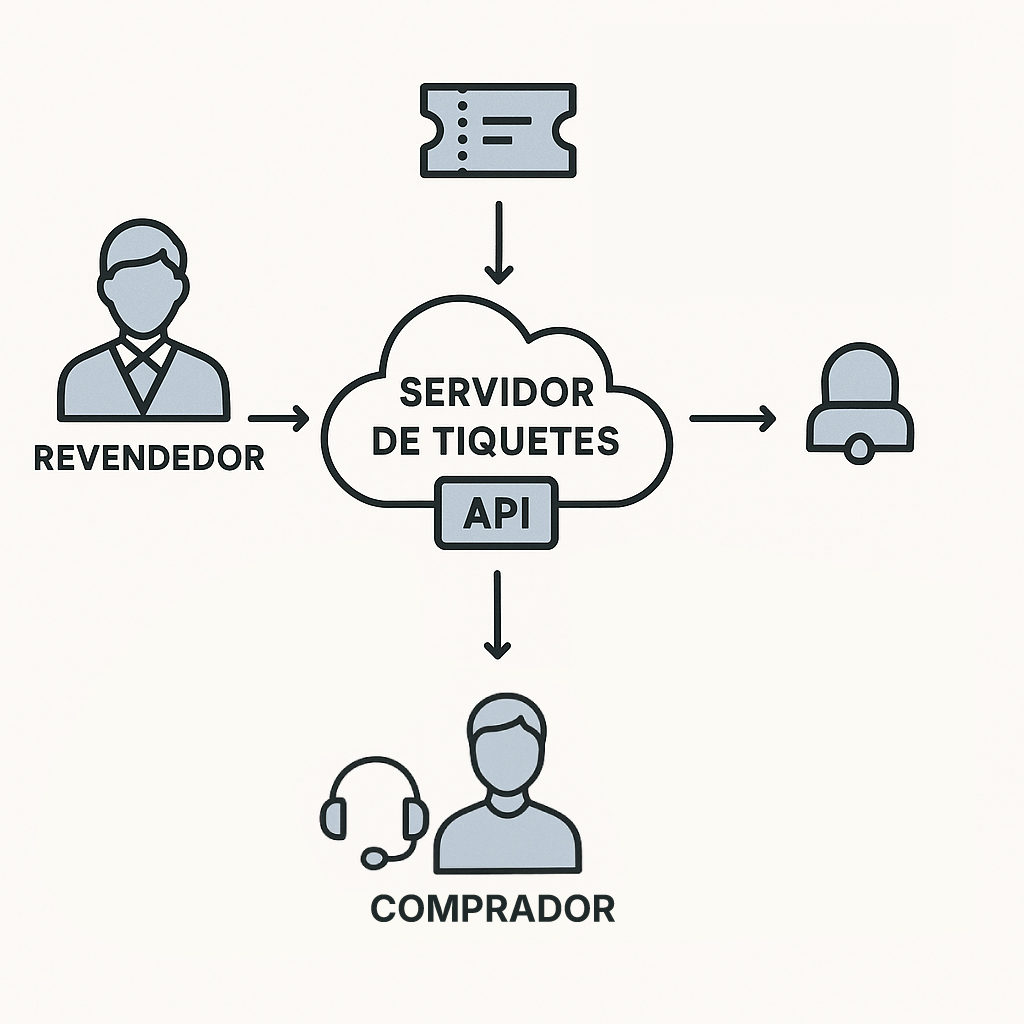 REVENDEDOR
SERVIDOR
DE TIQUETES
API
COMPRADOR